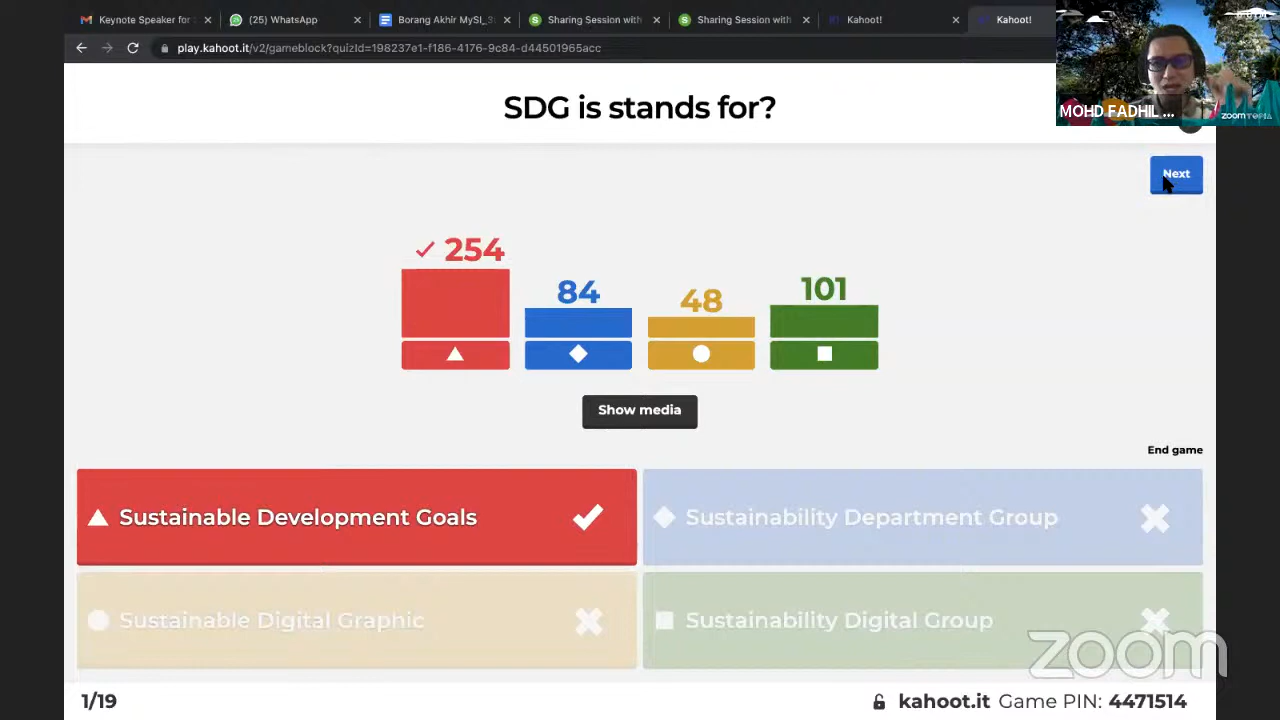 Keynote Speaker for
(25) WhatsApp
Borang Akhir MySI_3
Sharing Session with
Sharing Session with
Kahoot!
Kahoot!
play.kahoot.it/v2/gameblock?quizId=198237e1-f186-4176-9c84-d44501965acc
MOHD FADHIL ...
zoomtopia
SDG is stands for?
Next
254
84
48
101
Show media
End game
Sustainable Development Goals
Sustainability Department Group
Sustainable Digital Graphic
Sustainability Digital Group
zoom
1/19
kahoot.it Game PIN: 4471514